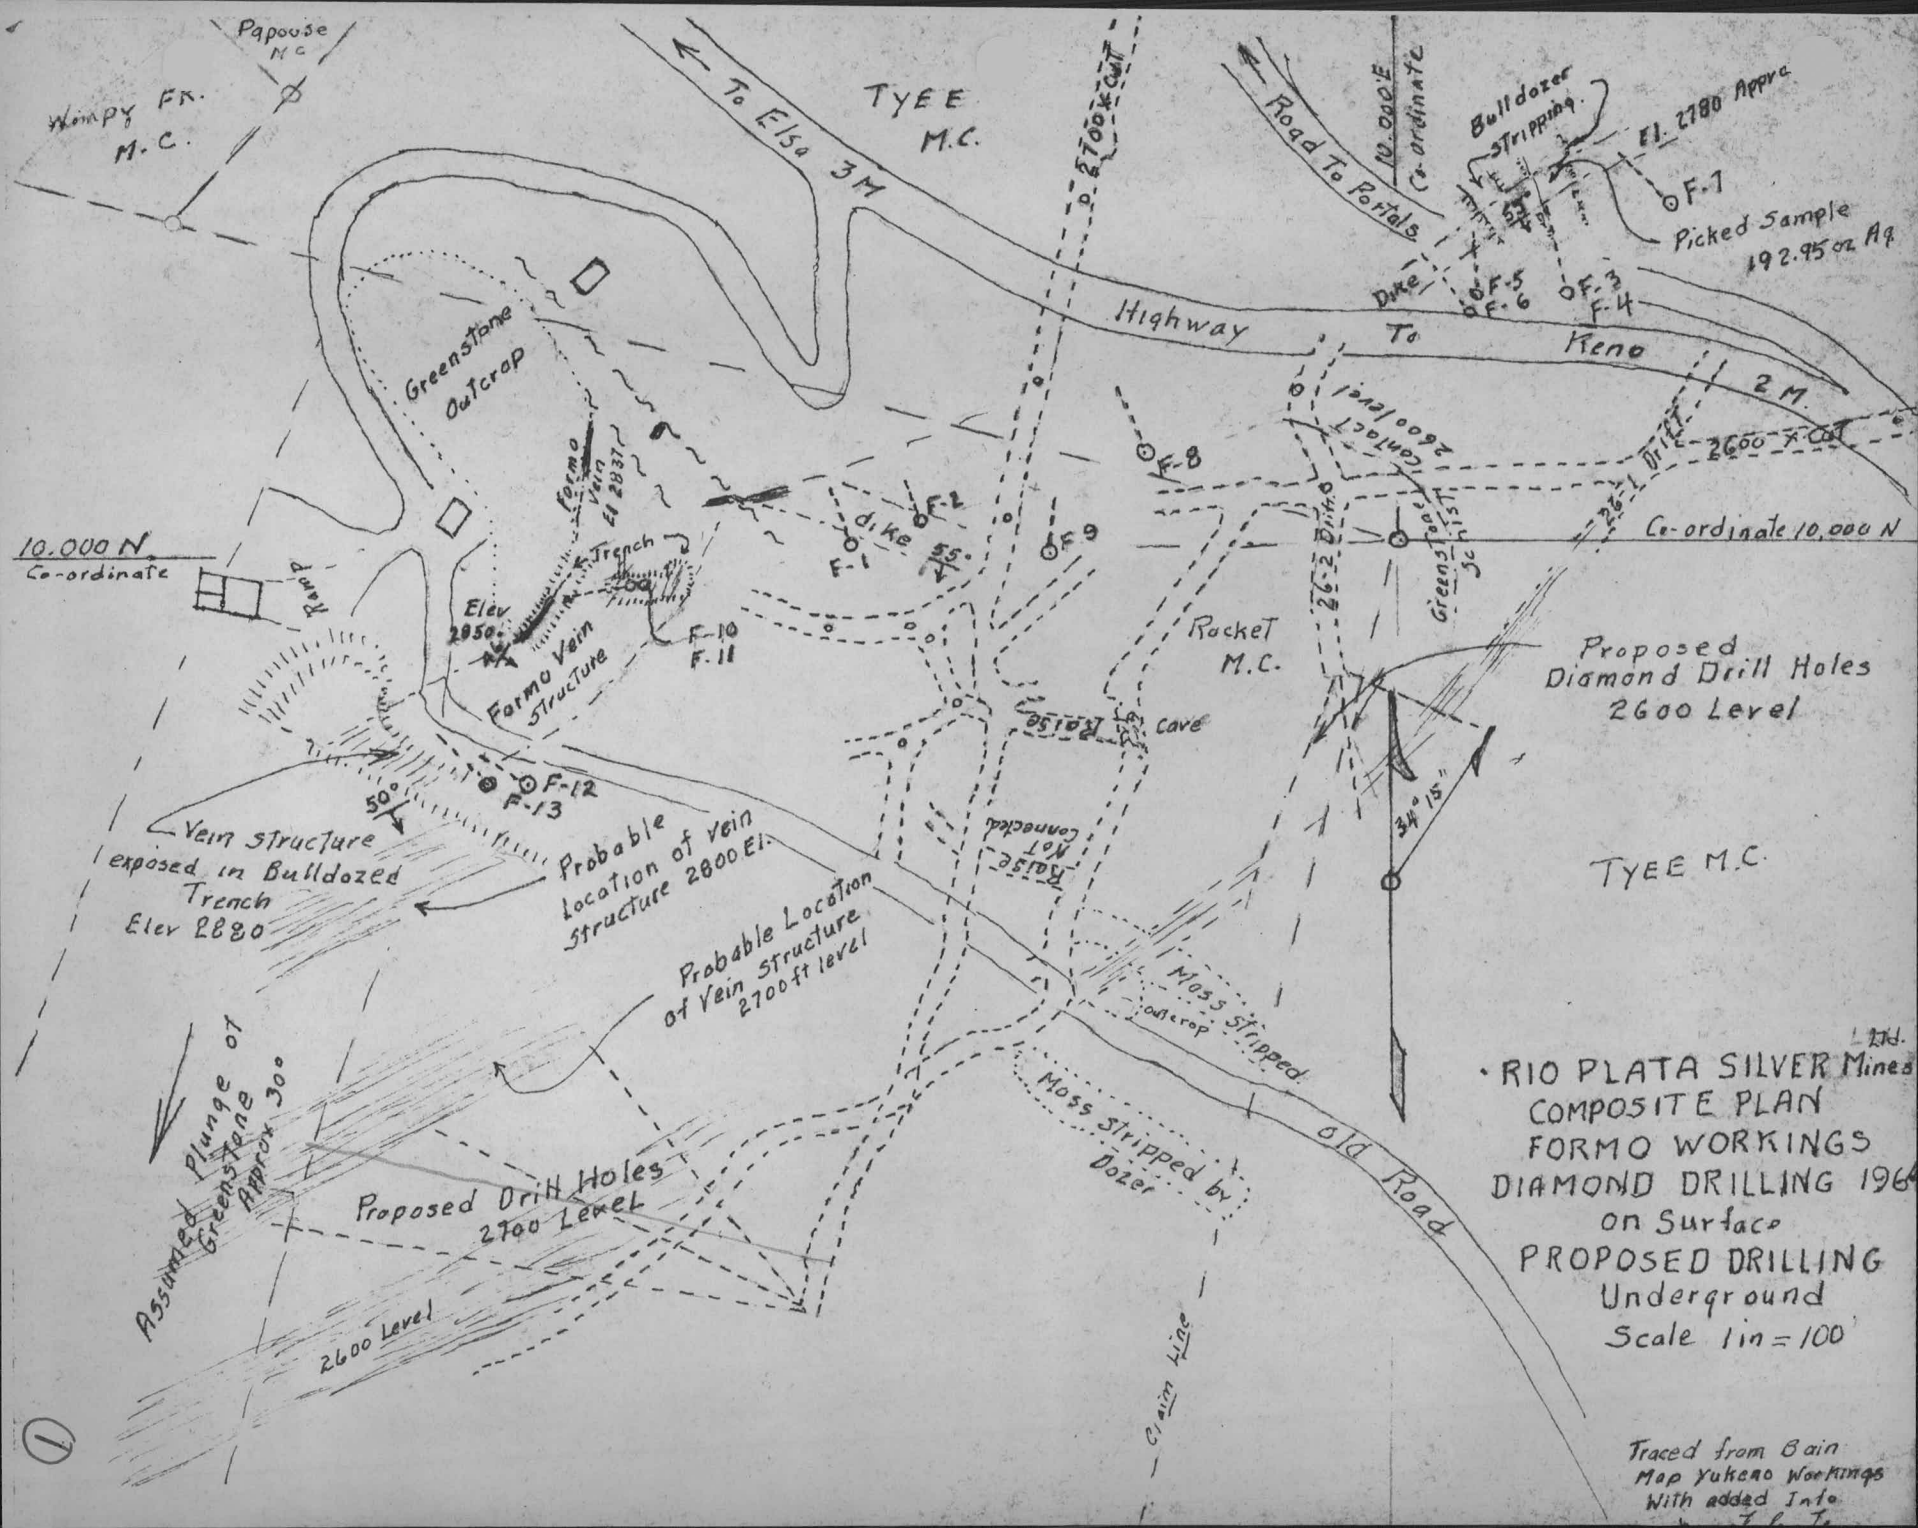 Papouse
M C
Wimpy FR.
M.C.
To Elsa 3M
TYEE
M.C.
2700 X Cut
Road To Portals
10.000 E
Co-ordinate
Bulldozer
stripping.
El. 2780 Appro
F-7
Picked Sample
192.95 oz Ag
55°
Dike
F-5
F-6
F-3
F-4
Highway To Keno
2 M.
Greenstone
Outcrop
Formo
Vein
El 2837
Contact
2600 level
F-8
F-2
dike
F-1
55°
F-9
26-1 Drift
2600 X Cut
26-2 Drift
Greenstone
Schist
Co-ordinate 10,000 N
10.000 N.
Co-ordinate
Ramp
Trench
Elev
2850
F-10
F-11
Formo Vein
structure
Rocket
M.C.
Proposed
Diamond Drill Holes
2600 Level
Raise
Cave
F-12
F-13
50°
Vein structure
exposed in Bulldozed
Trench
Elev 2880
Probable
Location of vein
Structure 2800 El.
Raise
Not
Connected
34° 15"
TYEE M.C.
Probable Location
of Vein Structure
2700 ft level
Moss stripped
outcrop
Assumed Plunge of
Greenstone
Approx 30°
Moss stripped by
Dozer
Old Road
Proposed Drill Holes
2700 Level
2600 Level
Claim Line
Ltd.
RIO PLATA SILVER Mines
COMPOSITE PLAN
FORMO WORKINGS
DIAMOND DRILLING 196
on Surface
PROPOSED DRILLING
Underground
Scale 1in = 100'
1
Traced from Bain
Map Yukeno Workings
With added Info